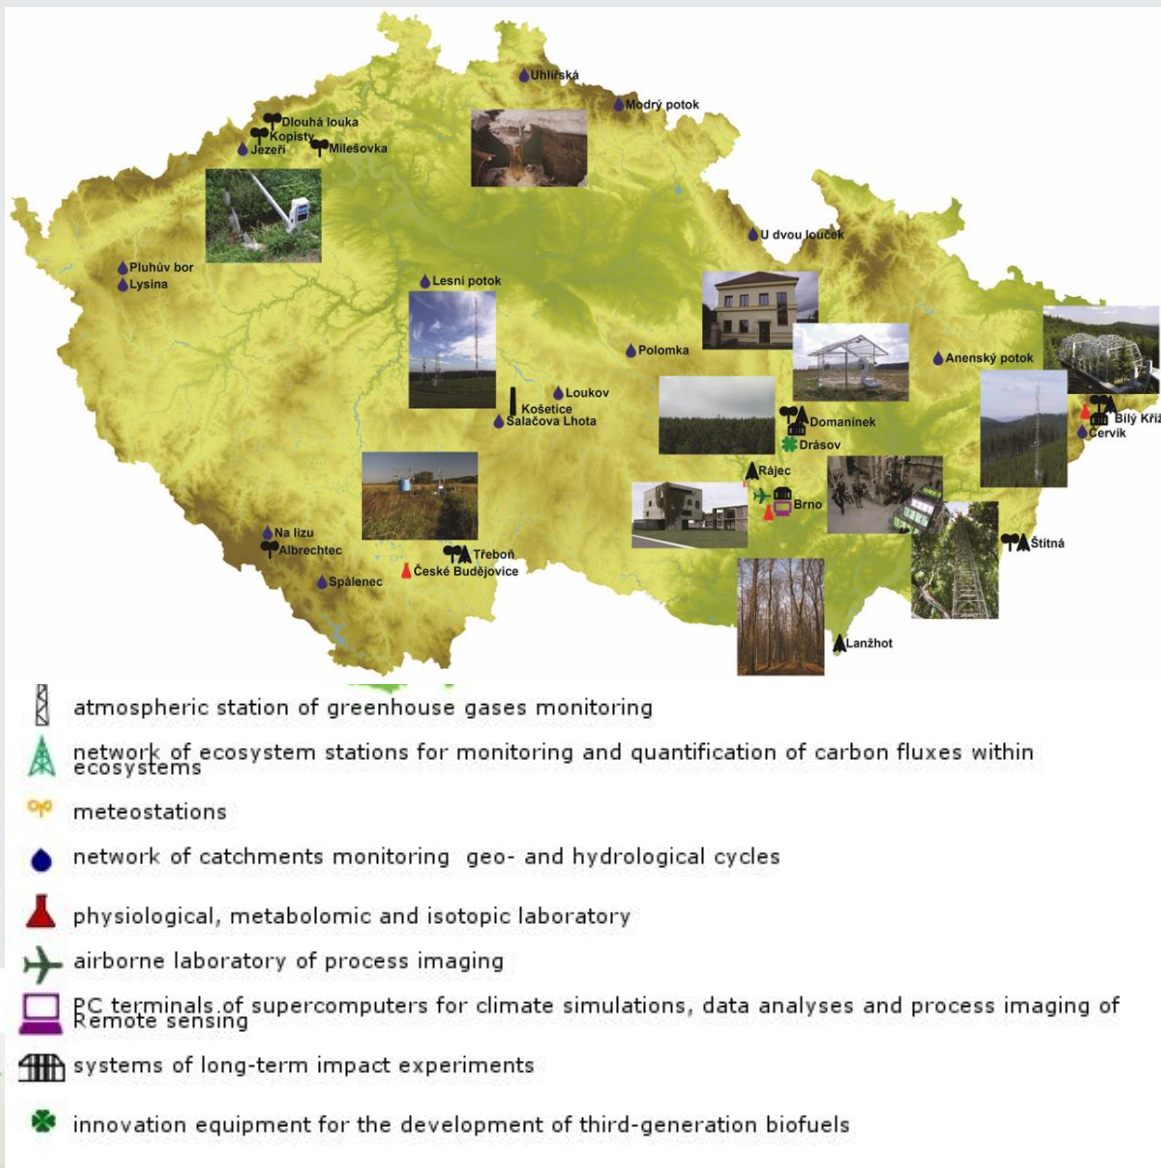 Uhlířská
Modrý potok
Dlouhá louka
Kopisty
Jezeří
Milešovka
U dvou louček
Pluhův bor
Lysina
Lesní potok
Polomka
Anenský potok
Loukov
Košetice
Salačova Lhota
Domanínek
Bílý Kříž
Červík
Drásov
Rájec
Brno
Na lizu
Albrechtec
Štítná
Třeboň
České Budějovice
Spálenec
Lanžhot
atmospheric station of greenhouse gases monitoring
network of ecosystem stations for monitoring and quantification of carbon fluxes within
ecosystems
meteostations
network of catchments monitoring geo- and hydrological cycles
physiological, metabolomic and isotopic laboratory
airborne laboratory of process imaging
PC terminals of supercomputers for climate simulations, data analyses and process imaging of
Remote sensing
systems of long-term impact experiments
innovation equipment for the development of third-generation biofuels